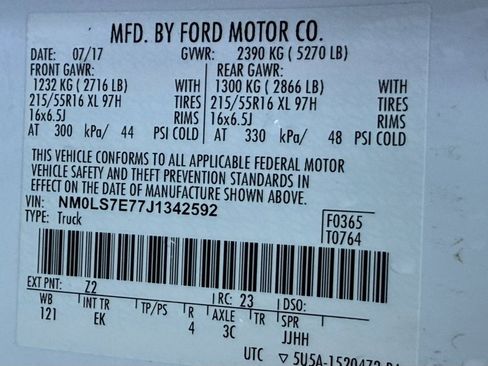 MFD. BY FORD MOTOR CO.
DATE: 07/17 GVWR: 2390 KG ( 5270 LB)
FRONT GAWR: REAR GAWR:
1232 KG ( 2716 LB) WITH 1300 KG ( 2866 LB) WITH
215/55R16 XL 97H TIRES 215/55R16 XL 97H TIRES
16x6.5J RIMS 16x6.5J RIMS
AT 300 kPa/ 44 PSI COLD AT 330 kPa/ 48 PSI COLD
THIS VEHICLE CONFORMS TO ALL APPLICABLE FEDERAL MOTOR
VEHICLE SAFETY AND THEFT PREVENTION STANDARDS IN
EFFECT ON THE DATE OF MANUFACTURE SHOWN ABOVE.
VIN: NM0LS7E77J1342592
TYPE: Truck
F0365
T0764
EXT PNT: Z2 RC: 23 DSO:
WB INT TR TP/PS R AXLE TR SPR
121 EK 4 3C JJHH
UTC